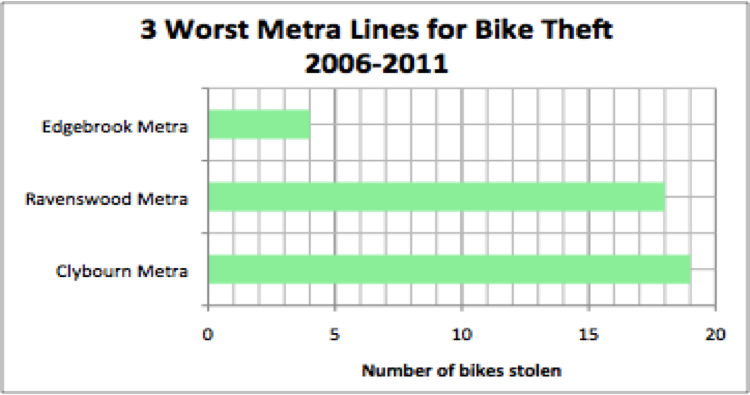 3 Worst Metra Lines for Bike Theft
2006-2011
Edgebrook Metra
Ravenswood Metra
Clybourn Metra
0 5 10 15 20
Number of bikes stolen